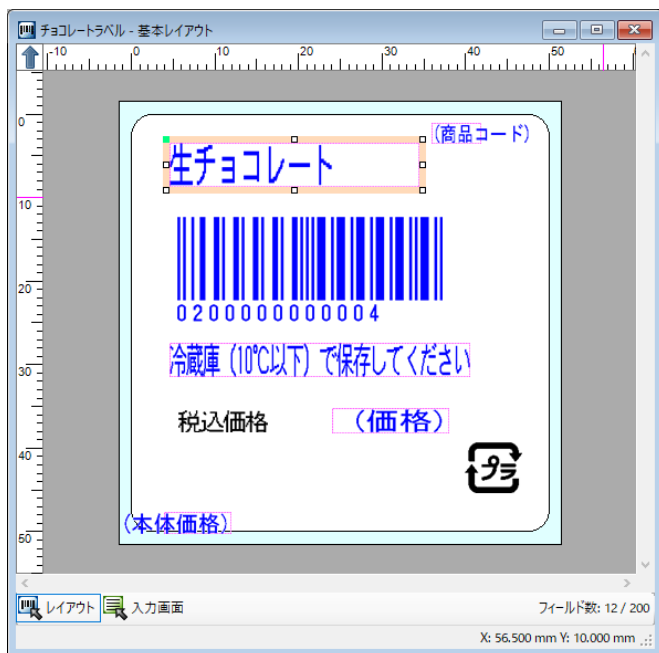 チョコレートラベル - 基本レイアウト
-10 0 10 20 30 40 50
0
10
20
30
40
50
(商品コード)
生チョコレート
0200000000004
冷蔵庫（10℃以下）で保存してください
税込価格 （価格）
プラ
(本体価格)
レイアウト 入力画面 フィールド数: 12 / 200
X: 56.500 mm Y: 10.000 mm